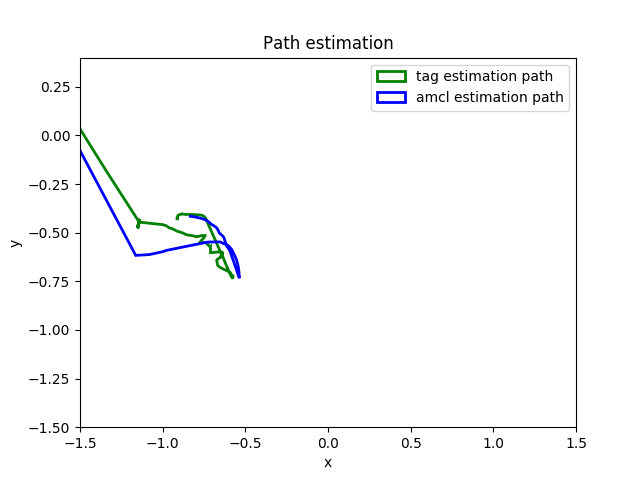 Path estimation
tag estimation path
amcl estimation path
y
0.25
0.00
−0.25
−0.50
−0.75
−1.00
−1.25
−1.50
−1.5 −1.0 −0.5 0.0 0.5 1.0 1.5
x